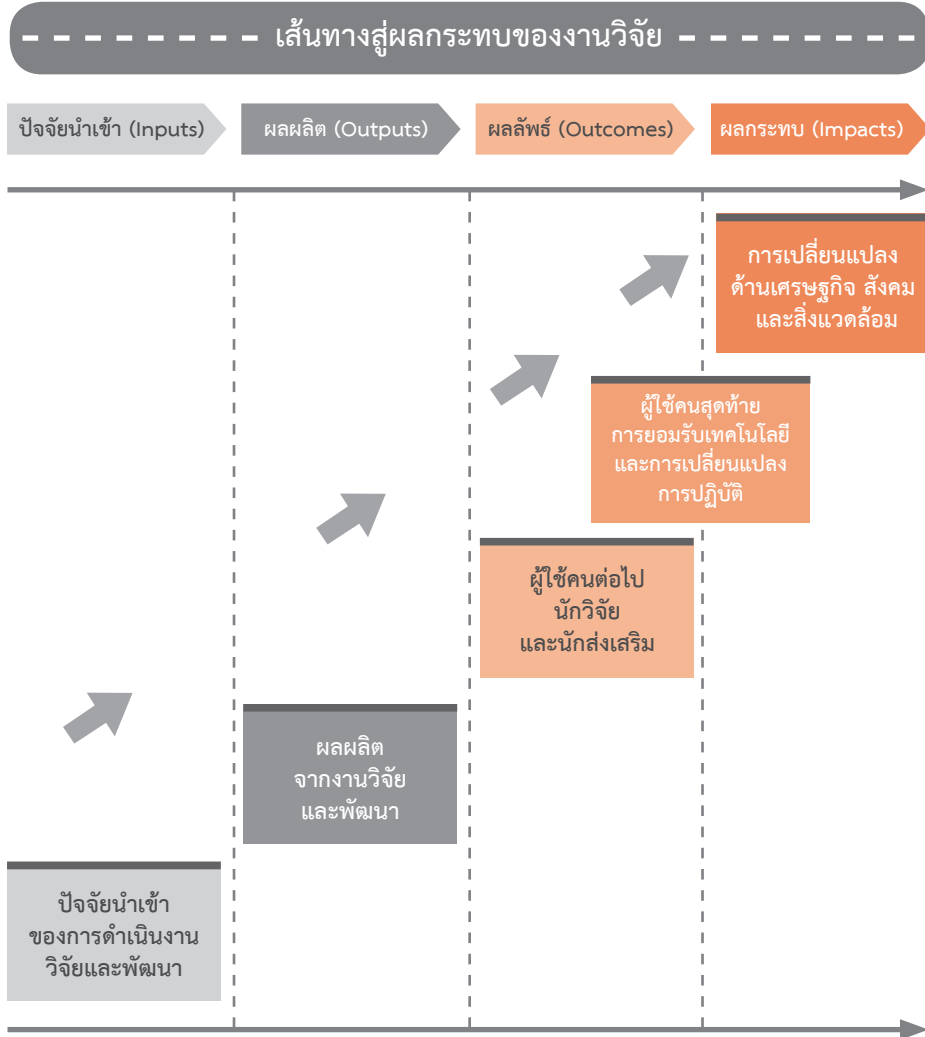 เส้นทางสู่ผลกระทบของงานวิจัย
ปัจจัยนำเข้า (Inputs)
ผลผลิต (Outputs)
ผลลัพธ์ (Outcomes)
ผลกระทบ (Impacts)
การเปลี่ยนแปลง
ด้านเศรษฐกิจ สังคม
และสิ่งแวดล้อม
ผู้ใช้คนสุดท้าย
การยอมรับเทคโนโลยี
และการเปลี่ยนแปลง
การปฏิบัติ
ผู้ใช้คนต่อไป
นักวิจัย
และนักส่งเสริม
ผลผลิต
จากงานวิจัย
และพัฒนา
ปัจจัยนำเข้า
ของการดำเนินงาน
วิจัยและพัฒนา